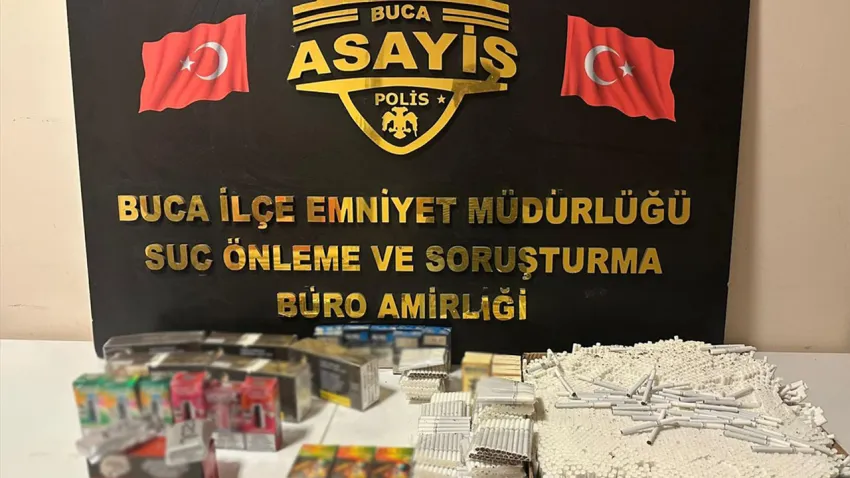 BUCA
ASAYİŞ
POLİS
BUCA İLÇE EMNİYET MÜDÜRLÜĞÜ
SUÇ ÖNLEME VE SORUŞTURMA
BÜRO AMİRLİĞİ